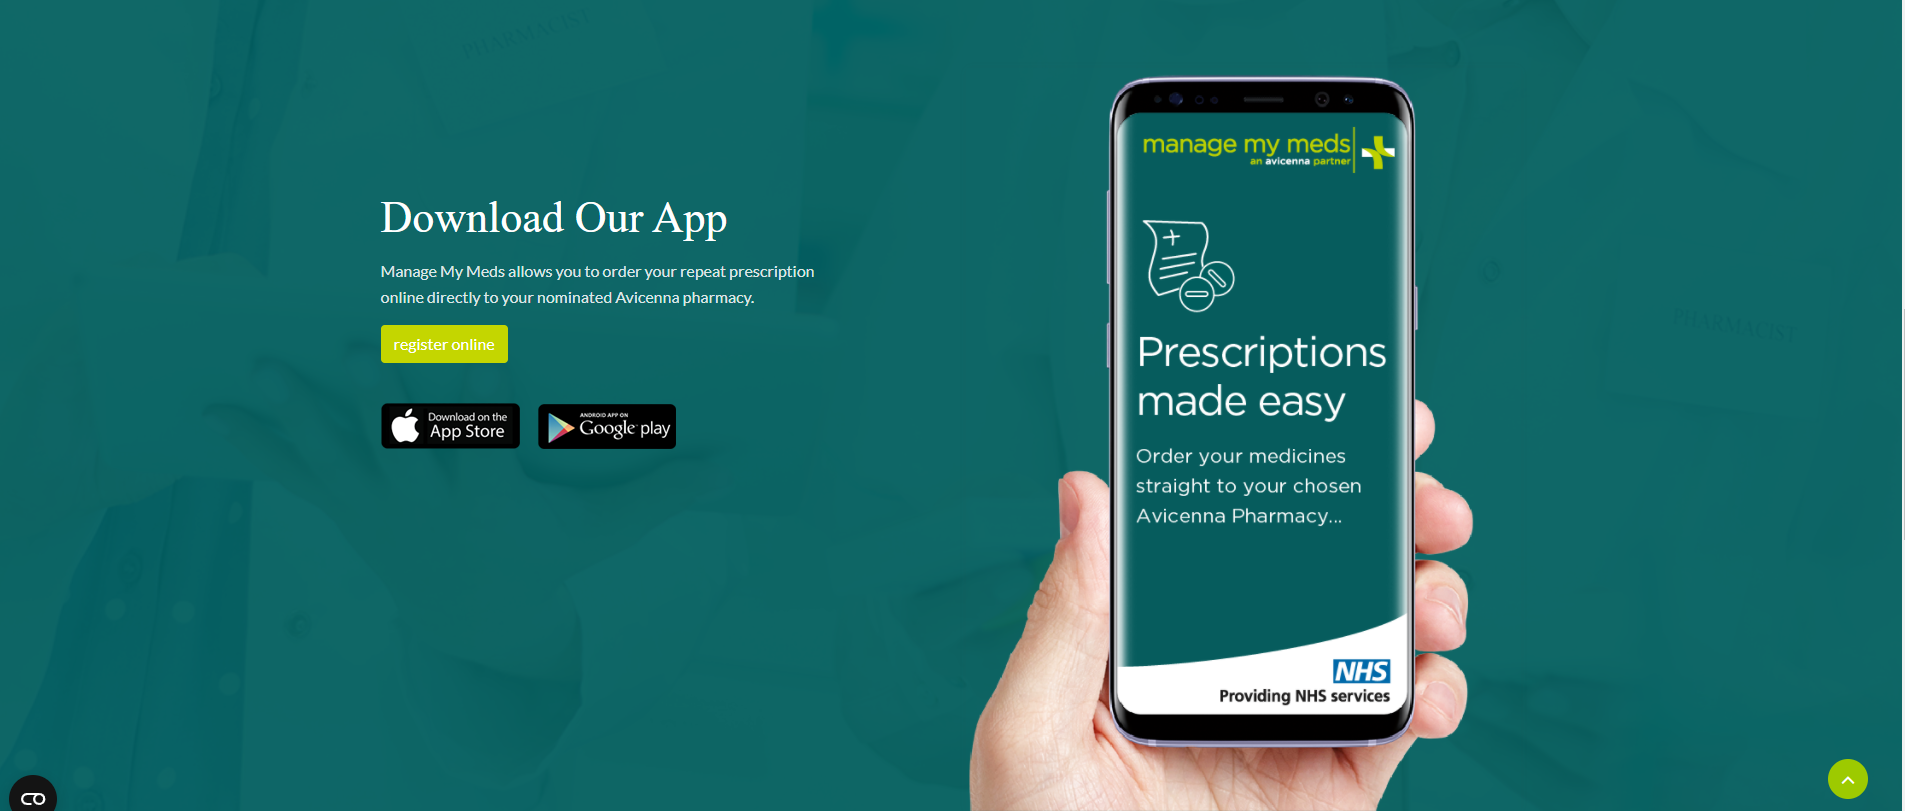 PHARMACIST
Download Our App
Manage My Meds allows you to order your repeat prescription
online directly to your nominated Avicenna pharmacy.
register online
Download on the
App Store
ANDROID APP ON
Google play
manage my meds
an avicenna partner
Prescriptions
made easy
Order your medicines
straight to your chosen
Avicenna Pharmacy...
NHS
Providing NHS services
PHARMACIST